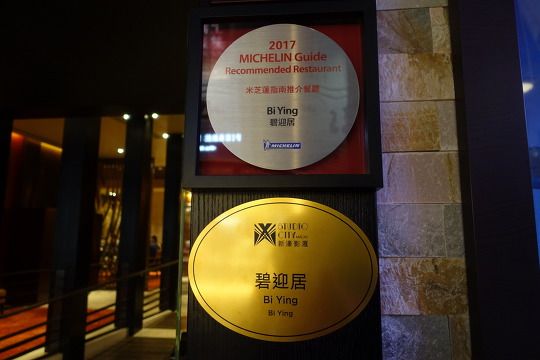 2017
MICHELIN Guide
Recommended Restaurant
米芝蓮指南推介餐廳
Bi Ying
碧迎居
MICHELIN
STUDIO
CITY
新濠影滙
碧迎居
Bi Ying
Bi Ying